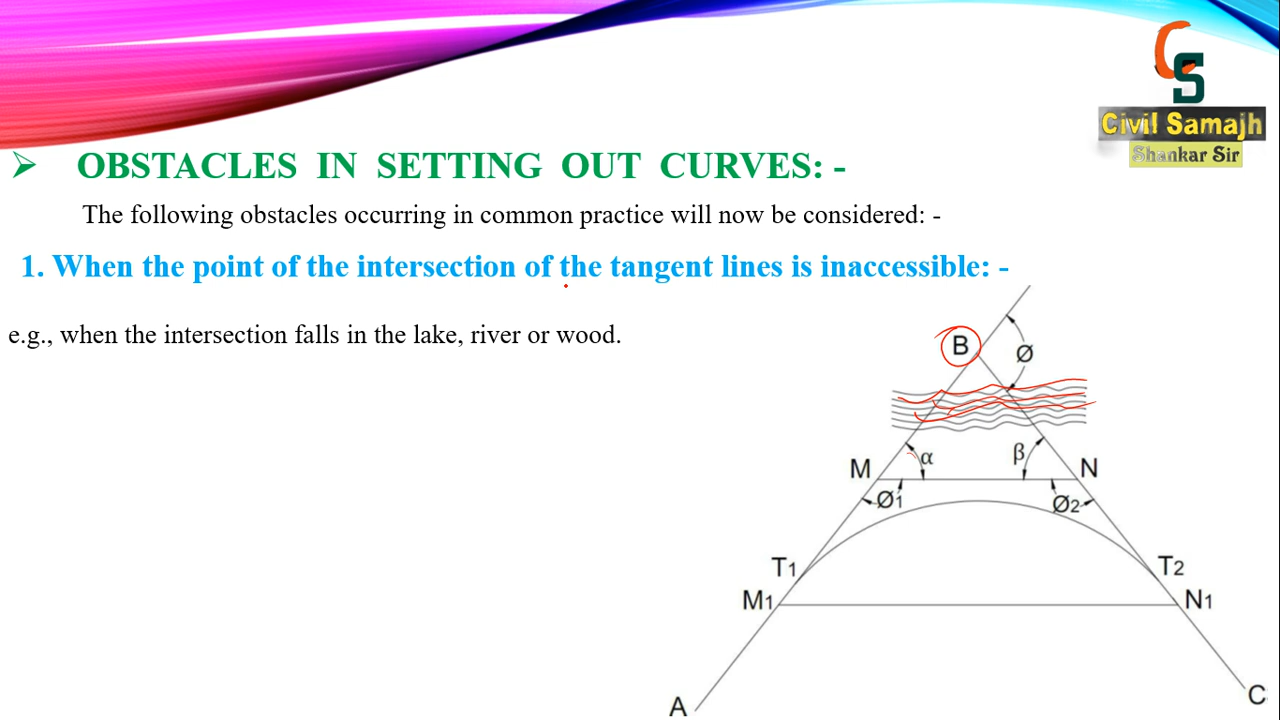 CS
Civil Samajh
Shankar Sir
➢ OBSTACLES IN SETTING OUT CURVES: -
The following obstacles occurring in common practice will now be considered: -
1. When the point of the intersection of the tangent lines is inaccessible: -
e.g., when the intersection falls in the lake, river or wood.
B
Ø
α
β
M
N
Ø1
Ø2
T1
T2
M1
N1
A
C